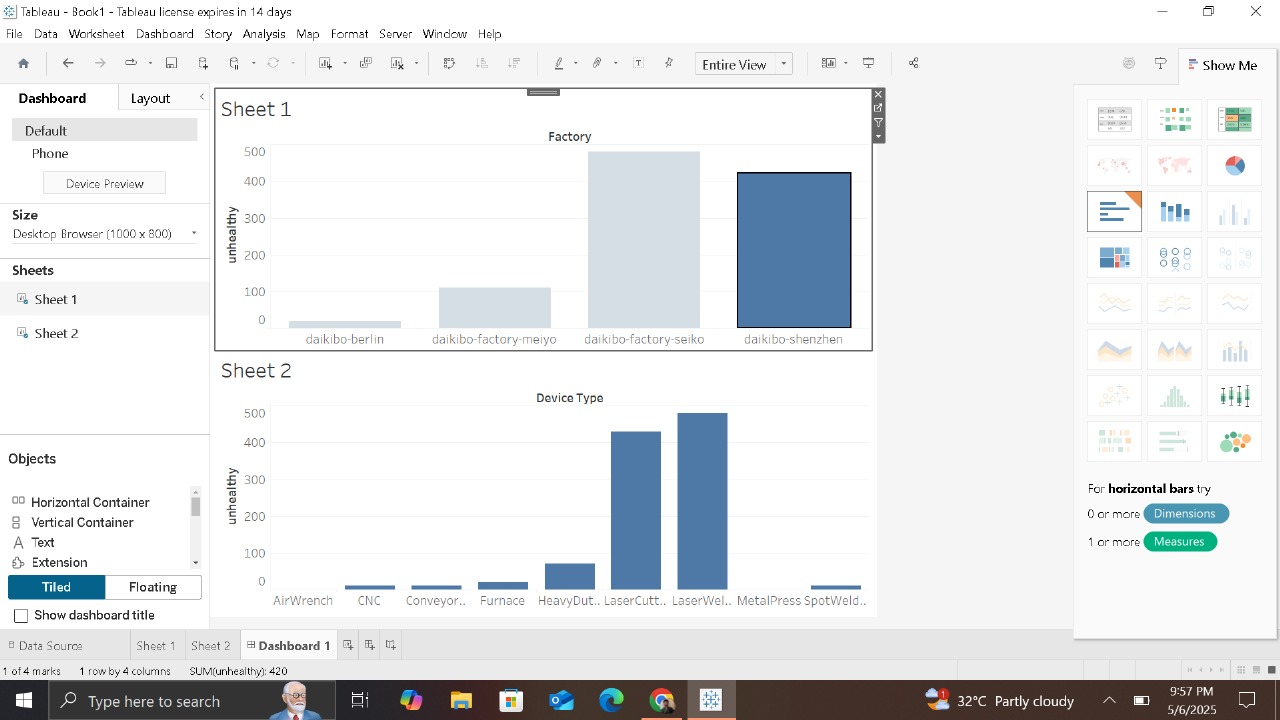 Tableau - Book1 - Tableau license expires in 14 days
File Data Worksheet Dashboard Story Analysis Map Format Server Window Help
Entire View
Show Me
Dashboard
Layout
Default
Phone
Device Preview
Size
Desktop Browser (1000 x 800)
Sheets
Sheet 1
Sheet 2
Objects
Horizontal Container
Vertical Container
Text
Extension
Tiled
Floating
Show dashboard title
Sheet 1
Factory
unhealthy
500
400
300
200
100
0
daikibo-berlin
daikibo-factory-meiyo
daikibo-factory-seiko
daikibo-shenzhen
Sheet 2
Device Type
unhealthy
500
400
300
200
100
0
AirWrench
CNC
Conveyor..
Furnace
HeavyDut..
LaserCutt..
LaserWel..
MetalPress
SpotWeld..
For horizontal bars try
0 or more Dimensions
1 or more Measures
Data Source
Sheet 1
Sheet 2
Dashboard 1
1 of 4 marks 1 row by 4 columns SUM(unhealthy): 420
Type here to search
1
32°C Partly cloudy
9:57 PM
5/6/2025